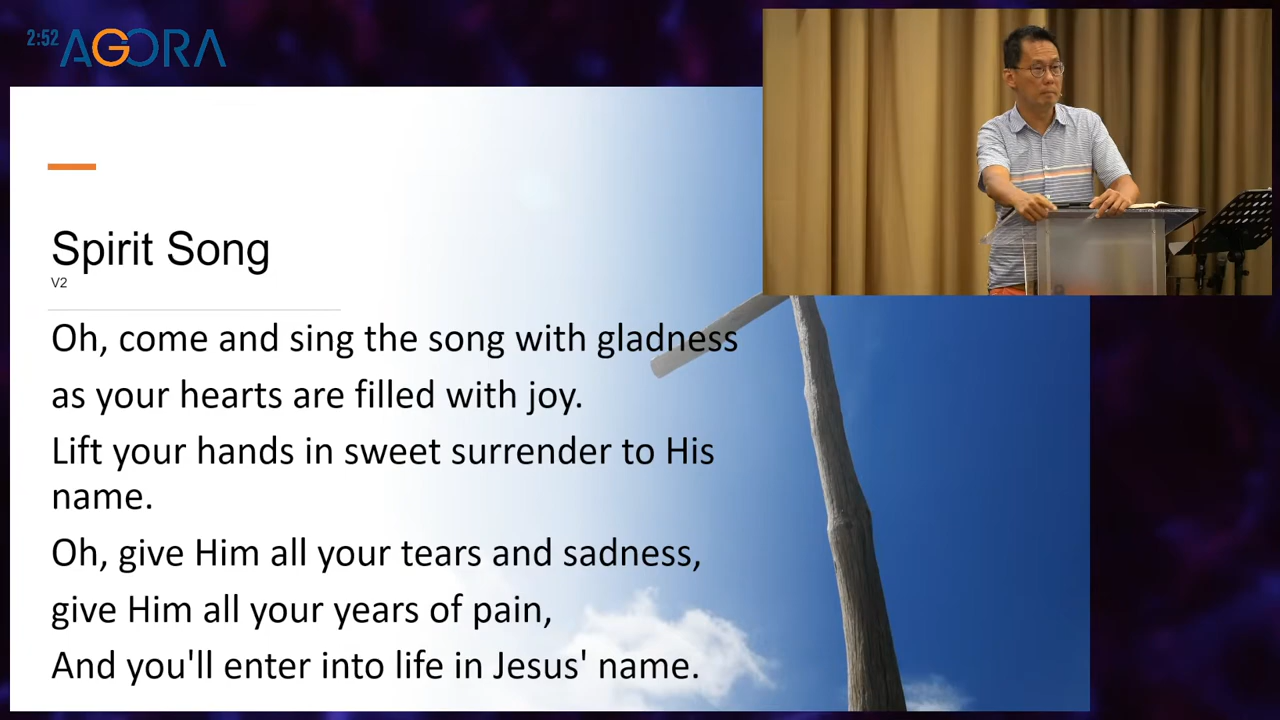 2:52 AGORA
Spirit Song
V2
Oh, come and sing the song with gladness
as your hearts are filled with joy.
Lift your hands in sweet surrender to His
name.
Oh, give Him all your tears and sadness,
give Him all your years of pain,
And you'll enter into life in Jesus' name.